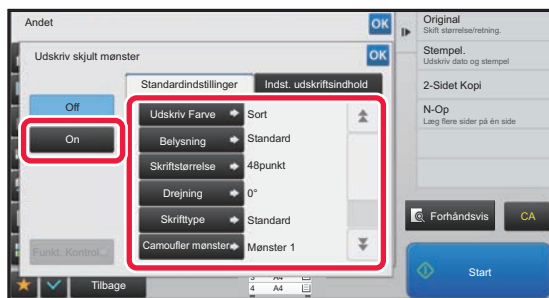 Andet
OK
Udskriv skjult mønster
OK
Standardindstillinger
Indst. udskriftsindhold
Off
On
Udskriv Farve
Sort
Belysning
Standard
Skriftstørrelse
48punkt
Drejning
0°
Skrifttype
Standard
Camoufler mønster
Mønster 1
Funkt. Kontrol
Tilbage
3 A4
4 A4
Original
Skift størrelse/retning.
Stempel.
Udskriv dato og stempel
2-Sidet Kopi
N-Op
Læg flere sider på én side
Forhåndsvis
CA
Start